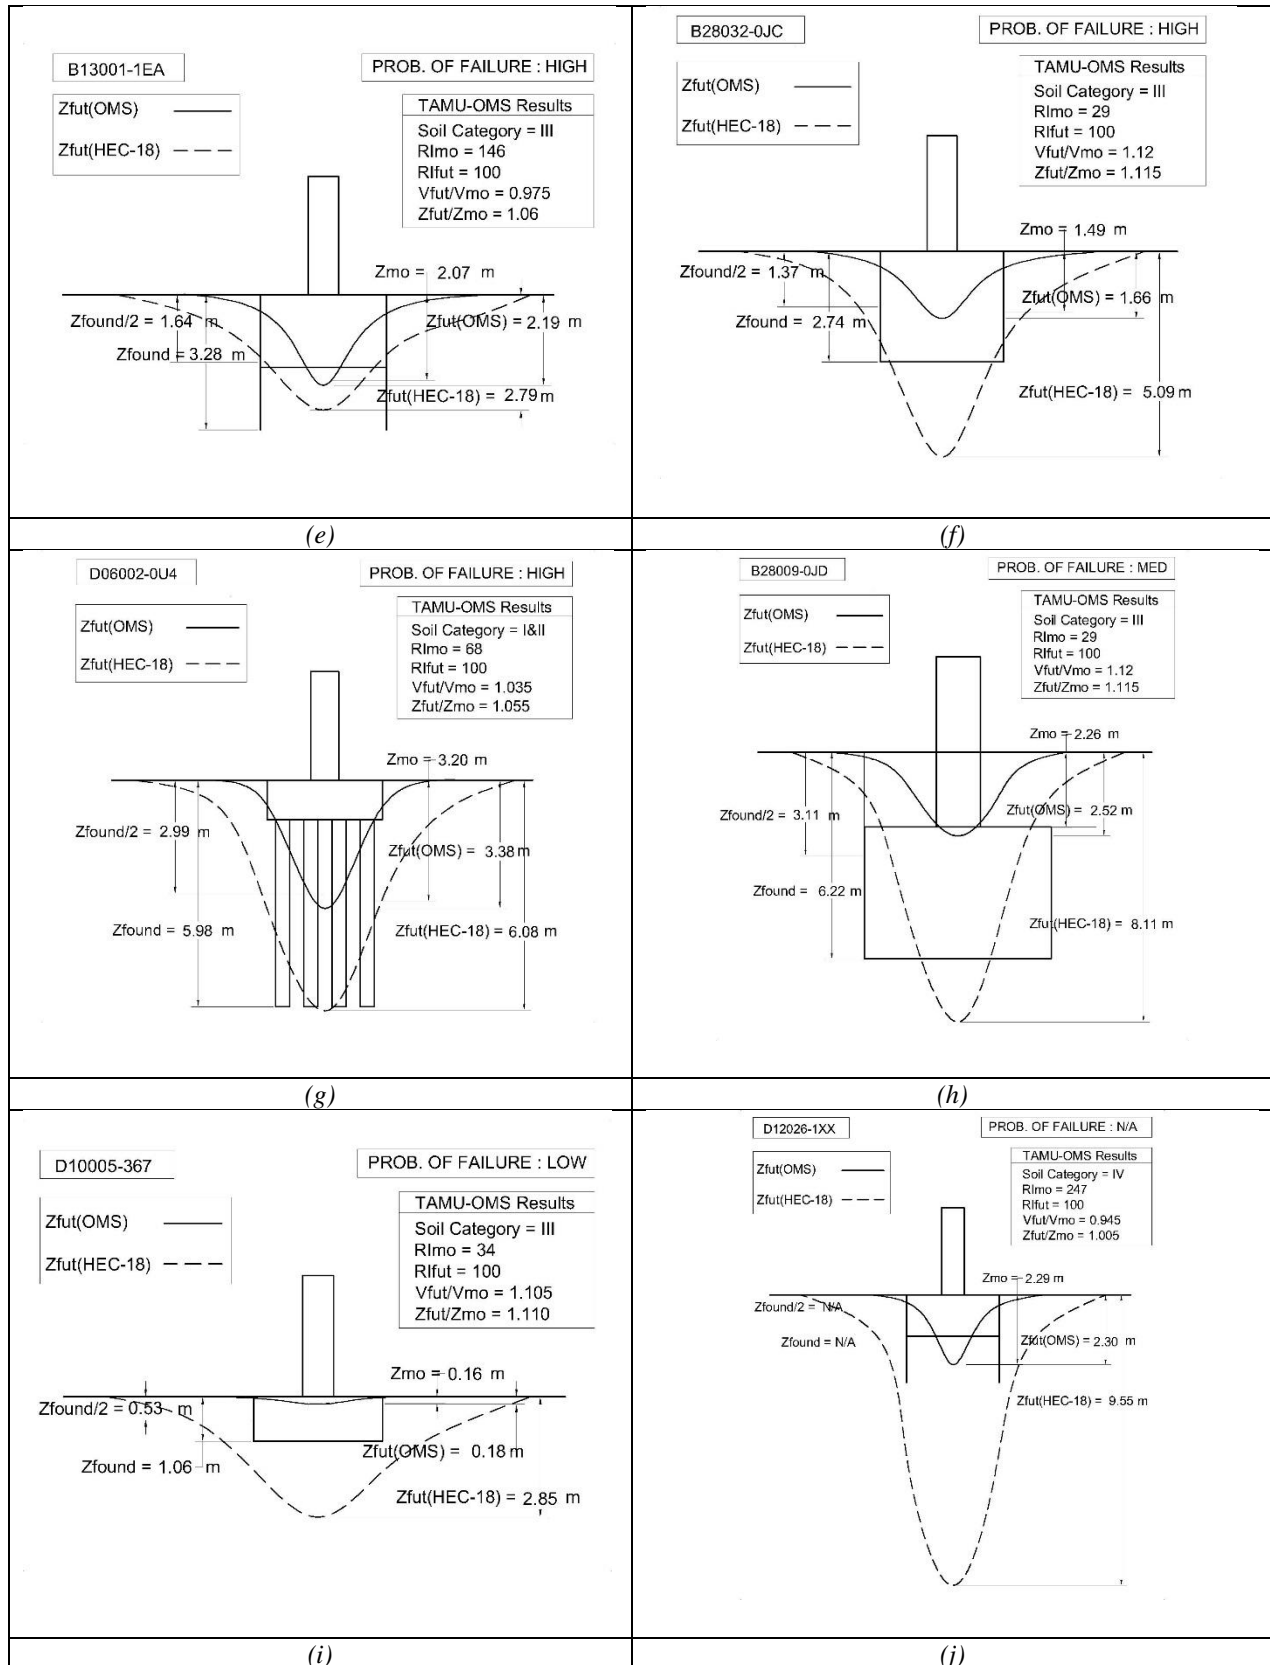 B13001-1EA
PROB. OF FAILURE : HIGH
Zfut(OMS)
Zfut(HEC-18)
TAMU-OMS Results
Soil Category = III
RImo = 146
RIfut = 100
Vfut/Vmo = 0.975
Zfut/Zmo = 1.06
Zmo = 2.07 m
Zfound/2 = 1.64 m
Zfut(OMS) = 2.19 m
Zfound = 3.28 m
Zfut(HEC-18) = 2.79 m
(e)
B28032-0JC
PROB. OF FAILURE : HIGH
Zfut(OMS)
Zfut(HEC-18)
TAMU-OMS Results
Soil Category = III
RImo = 29
RIfut = 100
Vfut/Vmo = 1.12
Zfut/Zmo = 1.115
Zmo = 1.49 m
Zfound/2 = 1.37 m
Zfut(OMS) = 1.66 m
Zfound = 2.74 m
Zfut(HEC-18) = 5.09 m
(f)
D06002-0U4
PROB. OF FAILURE : HIGH
Zfut(OMS)
Zfut(HEC-18)
TAMU-OMS Results
Soil Category = I&II
RImo = 68
RIfut = 100
Vfut/Vmo = 1.035
Zfut/Zmo = 1.055
Zmo = 3.20 m
Zfound/2 = 2.99 m
Zfut(OMS) = 3.38 m
Zfound = 5.98 m
Zfut(HEC-18) = 6.08 m
(g)
B28009-0JD
PROB. OF FAILURE : MED
Zfut(OMS)
Zfut(HEC-18)
TAMU-OMS Results
Soil Category = III
RImo = 29
RIfut = 100
Vfut/Vmo = 1.12
Zfut/Zmo = 1.115
Zmo = 2.26 m
Zfound/2 = 3.11 m
Zfut(OMS) = 2.52 m
Zfound = 6.22 m
Zfut(HEC-18) = 8.11 m
(h)
D10005-367
PROB. OF FAILURE : LOW
Zfut(OMS)
Zfut(HEC-18)
TAMU-OMS Results
Soil Category = III
RImo = 34
RIfut = 100
Vfut/Vmo = 1.105
Zfut/Zmo = 1.110
Zmo = 0.16 m
Zfound/2 = 0.53 m
Zfut(OMS) = 0.18 m
Zfound = 1.06 m
Zfut(HEC-18) = 2.85 m
(i)
D12026-1XX
PROB. OF FAILURE : N/A
Zfut(OMS)
Zfut(HEC-18)
TAMU-OMS Results
Soil Category = IV
RImo = 247
RIfut = 100
Vfut/Vmo = 0.945
Zfut/Zmo = 1.005
Zmo = 2.29 m
Zfound/2 = N/A
Zfound = N/A
Zfut(OMS) = 2.30 m
Zfut(HEC-18) = 9.55 m
(j)